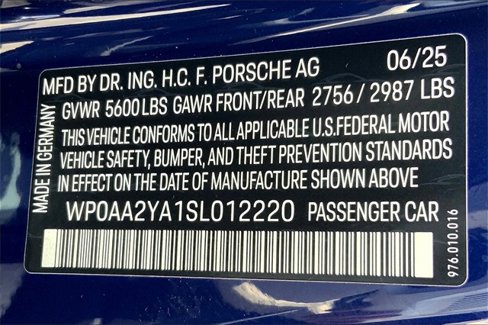 MFD BY DR. ING. H.C. F. PORSCHE AG 06/25
GVWR 5600LBS GAWR FRONT/REAR 2756/2987 LBS
THIS VEHICLE CONFORMS TO ALL APPLICABLE U.S.FEDERAL MOTOR
VEHICLE SAFETY, BUMPER, AND THEFT PREVENTION STANDARDS
IN EFFECT ON THE DATE OF MANUFACTURE SHOWN ABOVE
WP0AA2YA1SL012220 PASSENGER CAR
MADE IN GERMANY
976.010.016